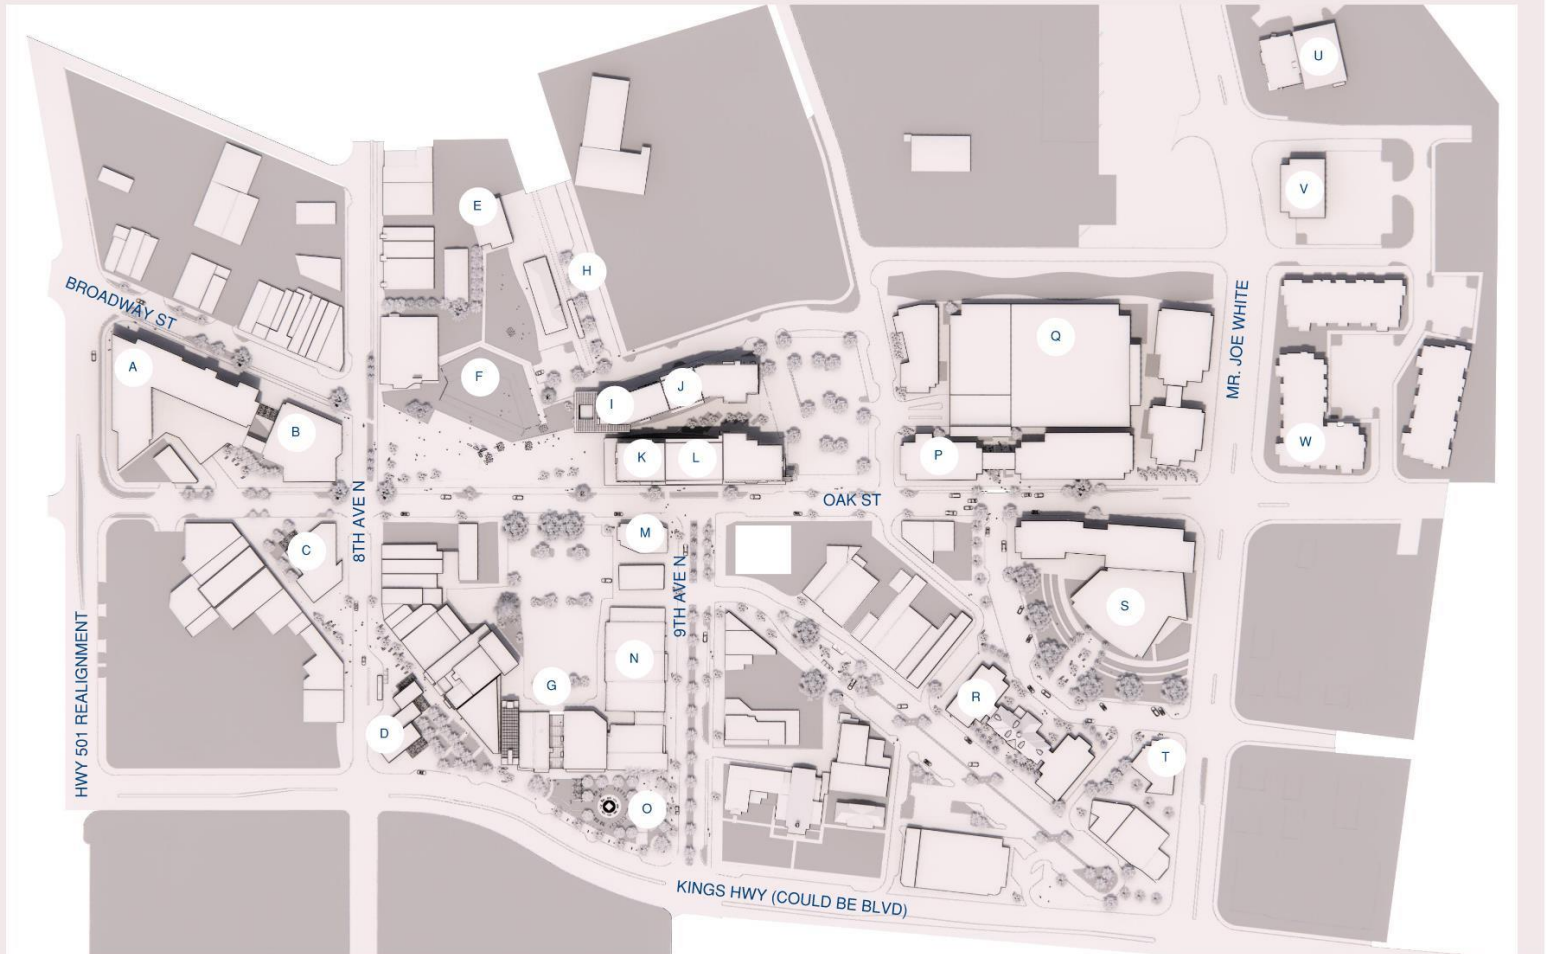 U
V
E
H
BROADWAY ST
Q
A
F
J
I
MR. JOE WHITE
B
K
L
P
W
OAK ST
8TH AVE N
M
C
9TH AVE N
S
HWY 501 REALIGNMENT
N
G
R
D
T
O
KINGS HWY (COULD BE BLVD)